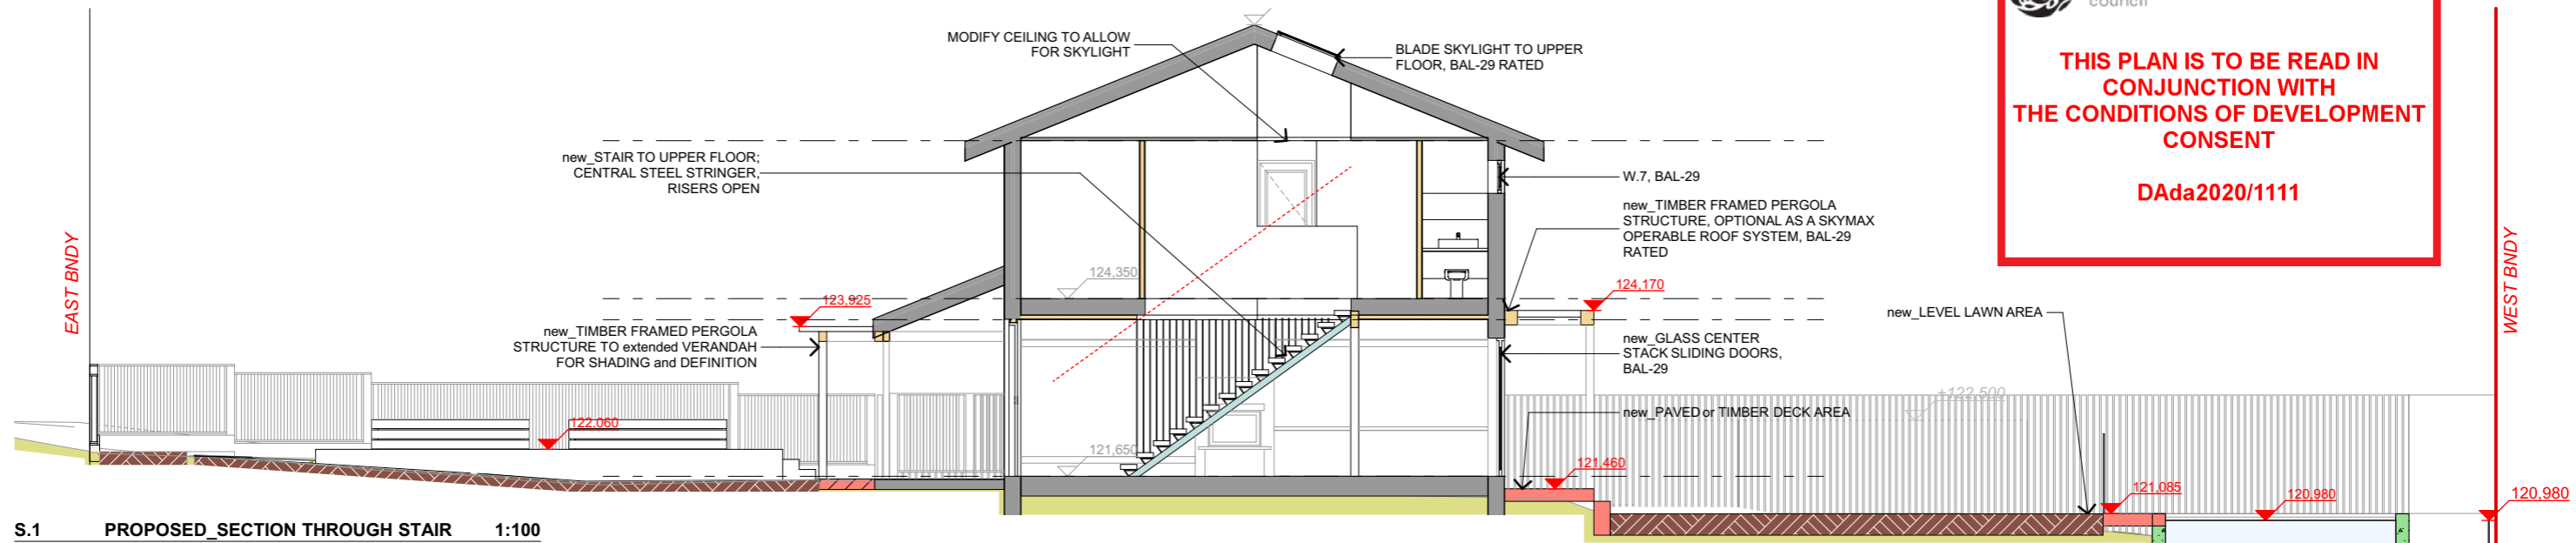 council
THIS PLAN IS TO BE READ IN
CONJUNCTION WITH
THE CONDITIONS OF DEVELOPMENT
CONSENT
DAda2020/1111
MODIFY CEILING TO ALLOW
FOR SKYLIGHT
BLADE SKYLIGHT TO UPPER
FLOOR, BAL-29 RATED
new_STAIR TO UPPER FLOOR;
CENTRAL STEEL STRINGER,
RISERS OPEN
W.7, BAL-29
new_TIMBER FRAMED PERGOLA
STRUCTURE, OPTIONAL AS A SKYMAX
OPERABLE ROOF SYSTEM, BAL-29
RATED
EAST BNDY
WEST BNDY
124,350
123,925
124,170
new_TIMBER FRAMED PERGOLA
STRUCTURE TO extended VERANDAH
FOR SHADING and DEFINITION
new_LEVEL LAWN AREA
new_GLASS CENTER
STACK SLIDING DOORS,
BAL-29
+122,500
new_PAVED or TIMBER DECK AREA
122,060
121,650
121,460
121,085
120,980
120,980
S.1 PROPOSED_SECTION THROUGH STAIR 1:100